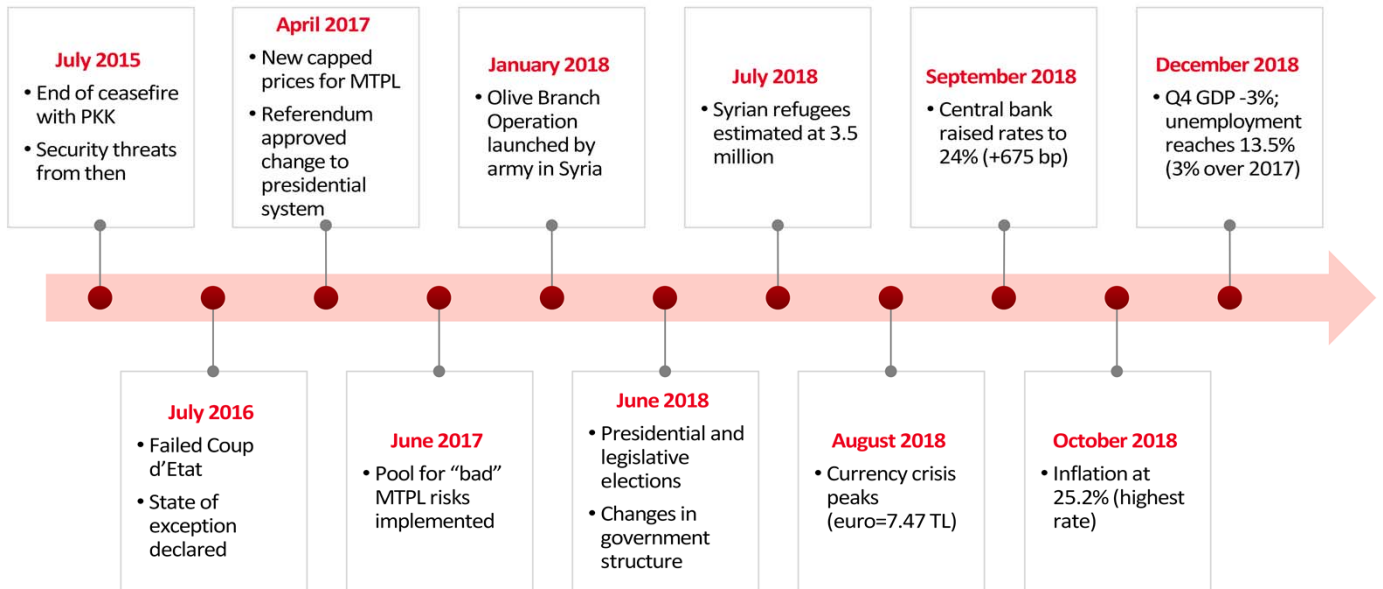 July 2015
• End of ceasefire
with PKK
• Security threats
from then
July 2016
• Failed Coup
d’Etat
• State of
exception
declared
April 2017
• New capped
prices for MTPL
• Referendum
approved
change to
presidential
system
June 2017
• Pool for “bad”
MTPL risks
implemented
January 2018
• Olive Branch
Operation
launched by
army in Syria
June 2018
• Presidential and
legislative
elections
• Changes in
government
structure
July 2018
• Syrian refugees
estimated at 3.5
million
August 2018
• Currency crisis
peaks
(euro=7.47 TL)
September 2018
• Central bank
raised rates to
24% (+675 bp)
October 2018
• Inflation at
25.2% (highest
rate)
December 2018
• Q4 GDP -3%;
unemployment
reaches 13.5%
(3% over 2017)